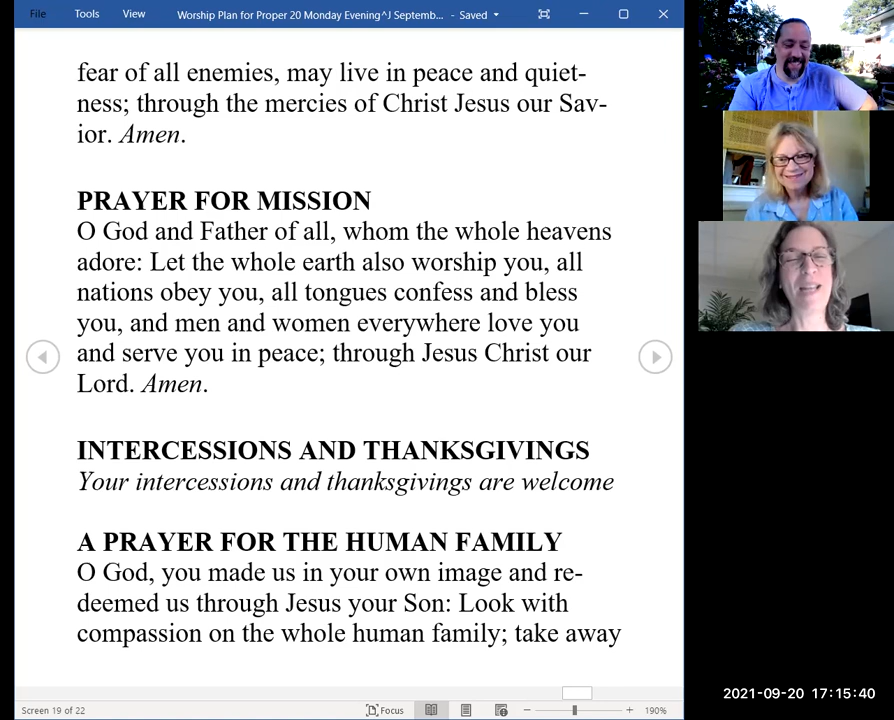 File Tools View Worship Plan for Proper 20 Monday Evening^J Septemb... - Saved
fear of all enemies, may live in peace and quiet-
ness; through the mercies of Christ Jesus our Sav-
ior. Amen.
PRAYER FOR MISSION
O God and Father of all, whom the whole heavens
adore: Let the whole earth also worship you, all
nations obey you, all tongues confess and bless
you, and men and women everywhere love you
and serve you in peace; through Jesus Christ our
Lord. Amen.
INTERCESSIONS AND THANKSGIVINGS
Your intercessions and thanksgivings are welcome
A PRAYER FOR THE HUMAN FAMILY
O God, you made us in your own image and re-
deemed us through Jesus your Son: Look with
compassion on the whole human family; take away
2021-09-20 17:15:40
Screen 19 of 22 Focus 190%